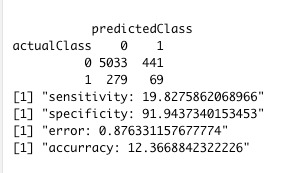 predictedClass
actualClass 0 1
0 5033 441
1 279 69
[1] "sensitivity: 19.8275862068966"
[1] "specificity: 91.9437340153453"
[1] "error: 0.876331157677774"
[1] "accurracy: 12.3668842322226"